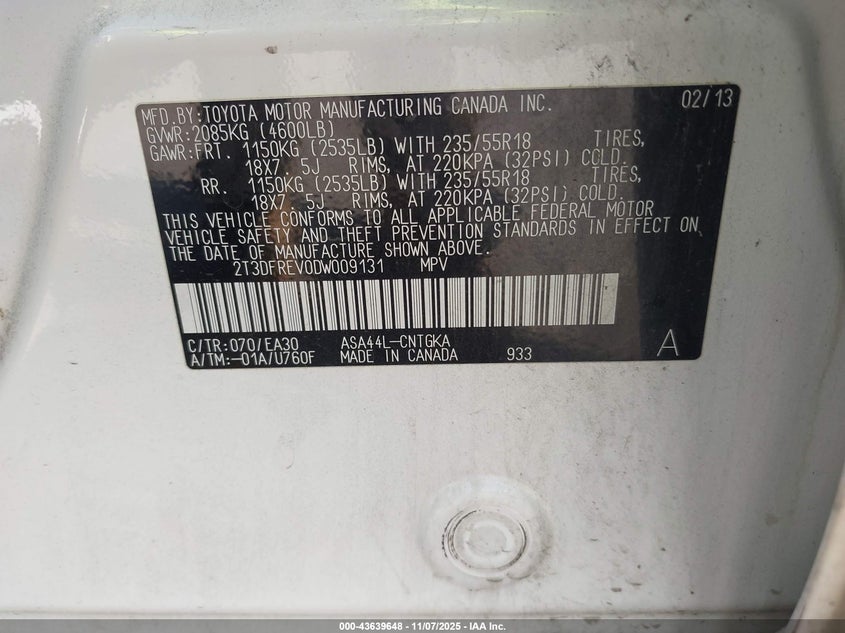 MFD.BY:TOYOTA MOTOR MANUFACTURING CANADA INC. 02/13
GVWR:2085KG (4600LB)
GAWR:FRT. 1150KG (2535LB) WITH 235/55R18 TIRES,
18X7. 5J RIMS, AT 220KPA (32PSI) COLD.
RR. 1150KG (2535LB) WITH 235/55R18 TIRES,
18X7. 5J RIMS, AT 220KPA (32PSI) COLD.
THIS VEHICLE CONFORMS TO ALL APPLICABLE FEDERAL MOTOR
VEHICLE SAFETY AND THEFT PREVENTION STANDARDS IN EFFECT ON
THE DATE OF MANUFACTURE SHOWN ABOVE.
2T3DFREV0DW009131 MPV
C/TR:070/EA30 ASA44L-CNTGKA
A/TM:-01A/U760F MADE IN CANADA 933 A
000-43639648 - 11/07/2025 - IAA Inc.